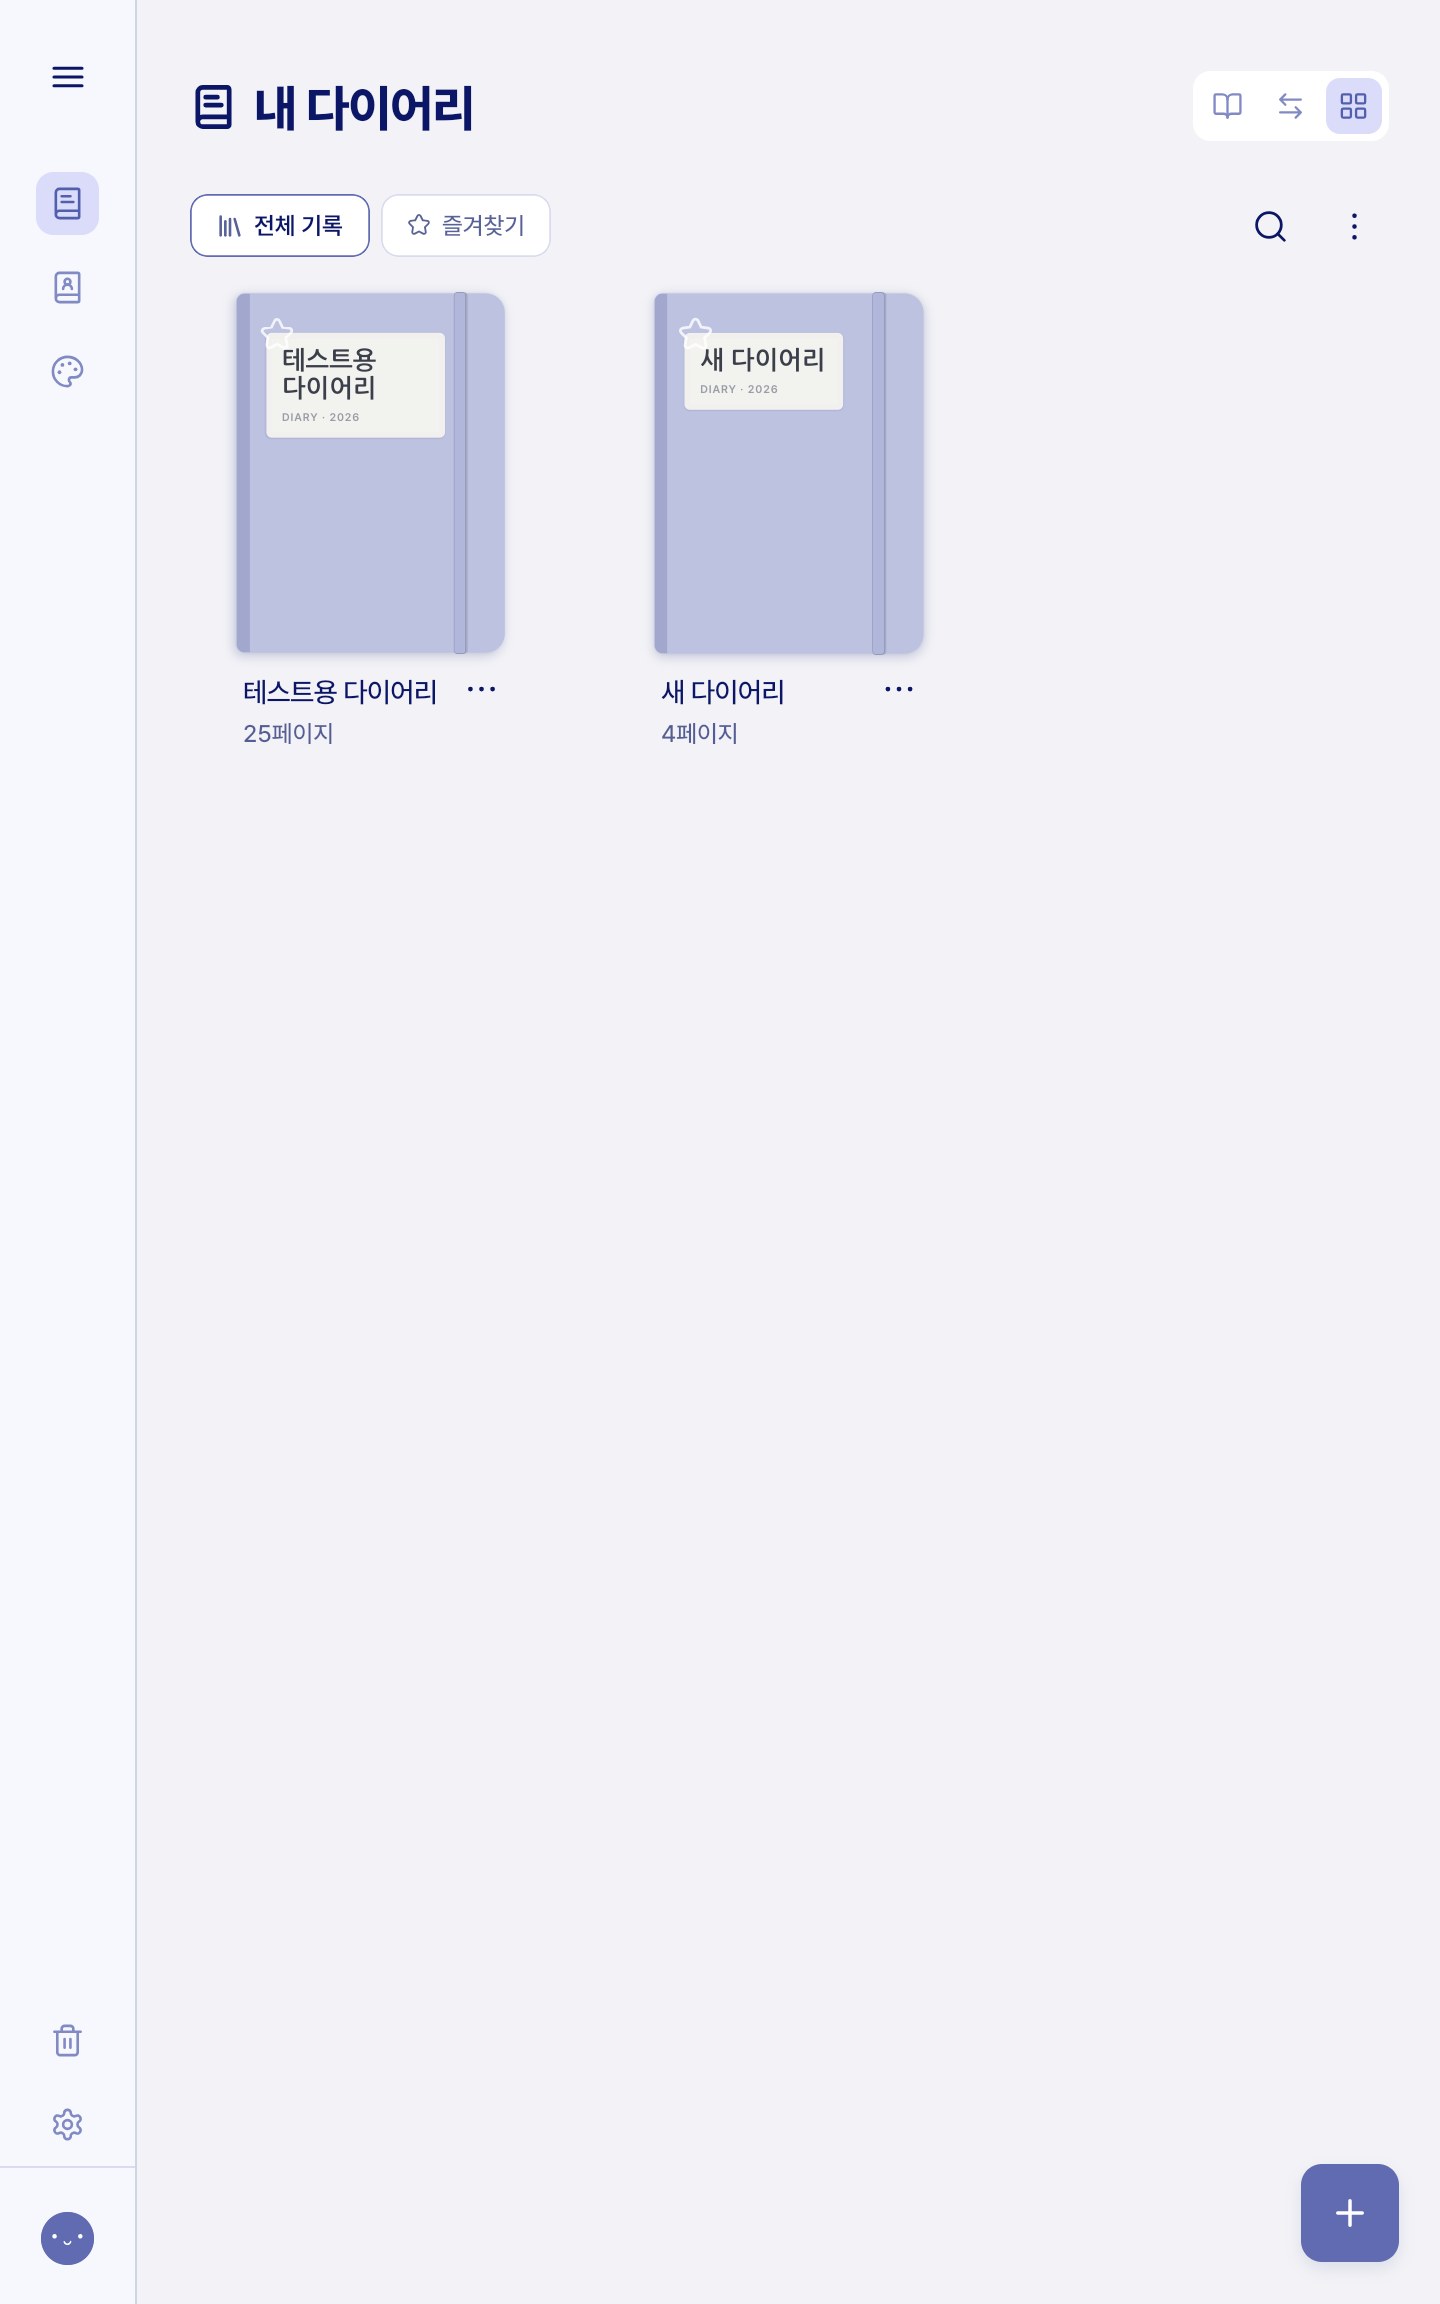 내 다이어리
전체 기록
즐겨찾기
테스트용
다이어리
DIARY · 2026
새 다이어리
DIARY · 2026
테스트용 다이어리
25페이지
새 다이어리
4페이지